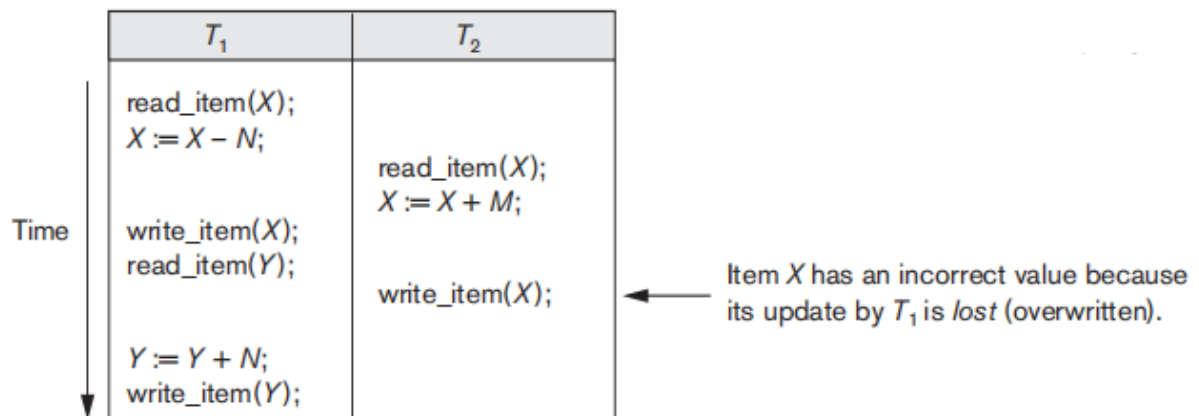 T₁ T₂
read_item(X);
X := X – N;
read_item(X);
X := X + M;
Time
write_item(X);
read_item(Y);
write_item(X);
Item X has an incorrect value because
its update by T₁ is lost (overwritten).
Y := Y + N;
write_item(Y);